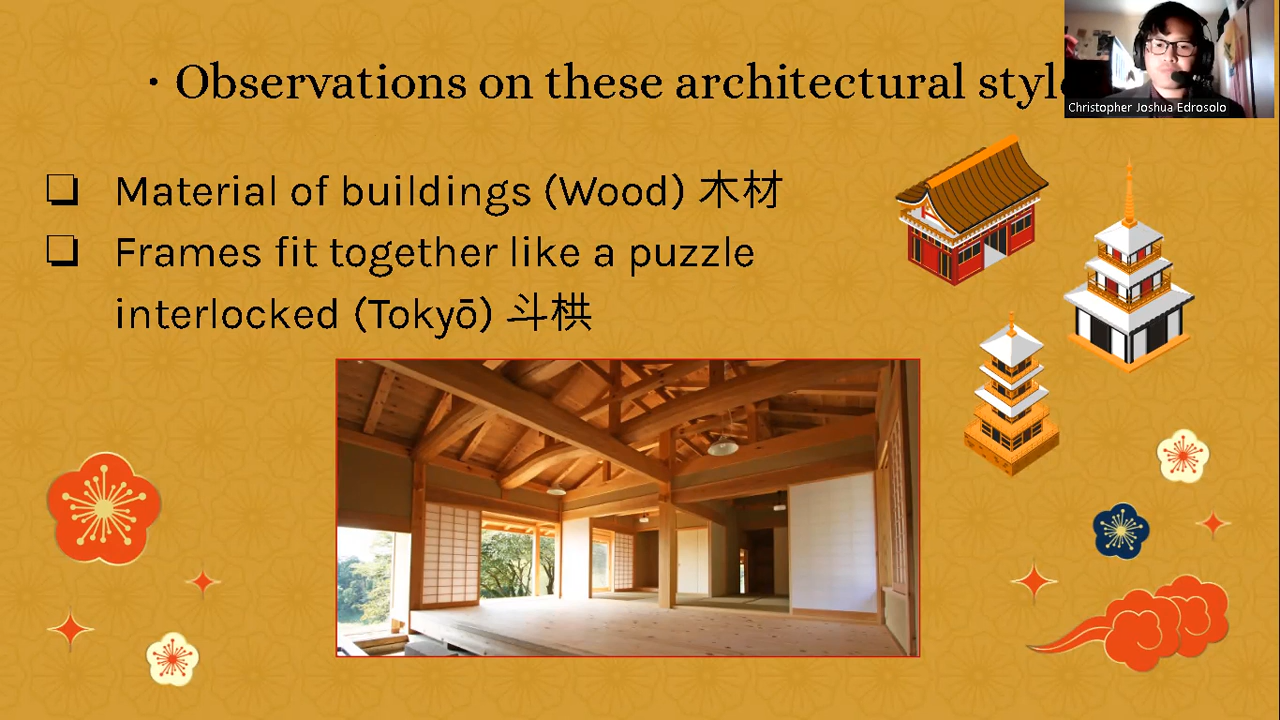 • Observations on these architectural style
Christopher Joshua Edrosolo
❏ Material of buildings (Wood) 木材
❏ Frames fit together like a puzzle
interlocked (Tokyō) 斗栱